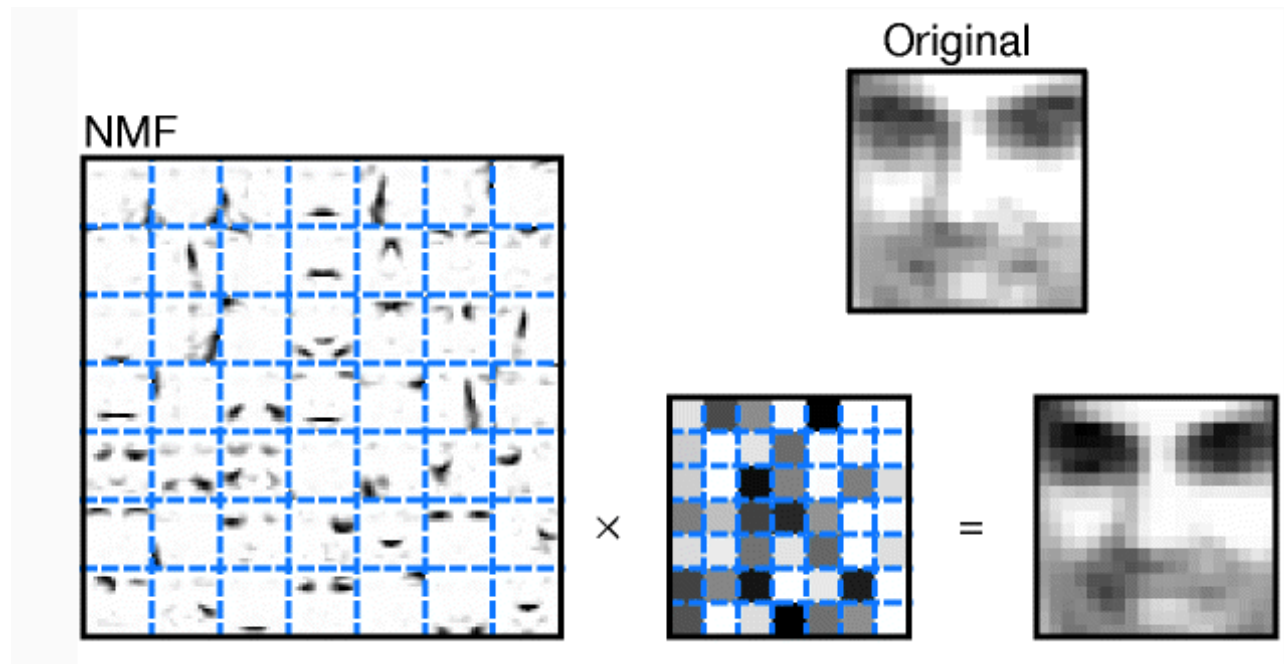 Original
NMF
×
=